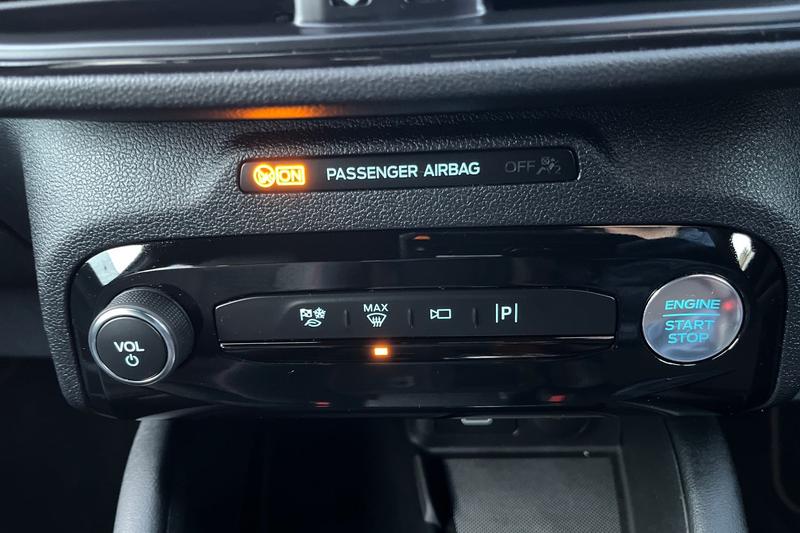 ON PASSENGER AIRBAG OFF
VOL
MAX
P
ENGINE
START
STOP